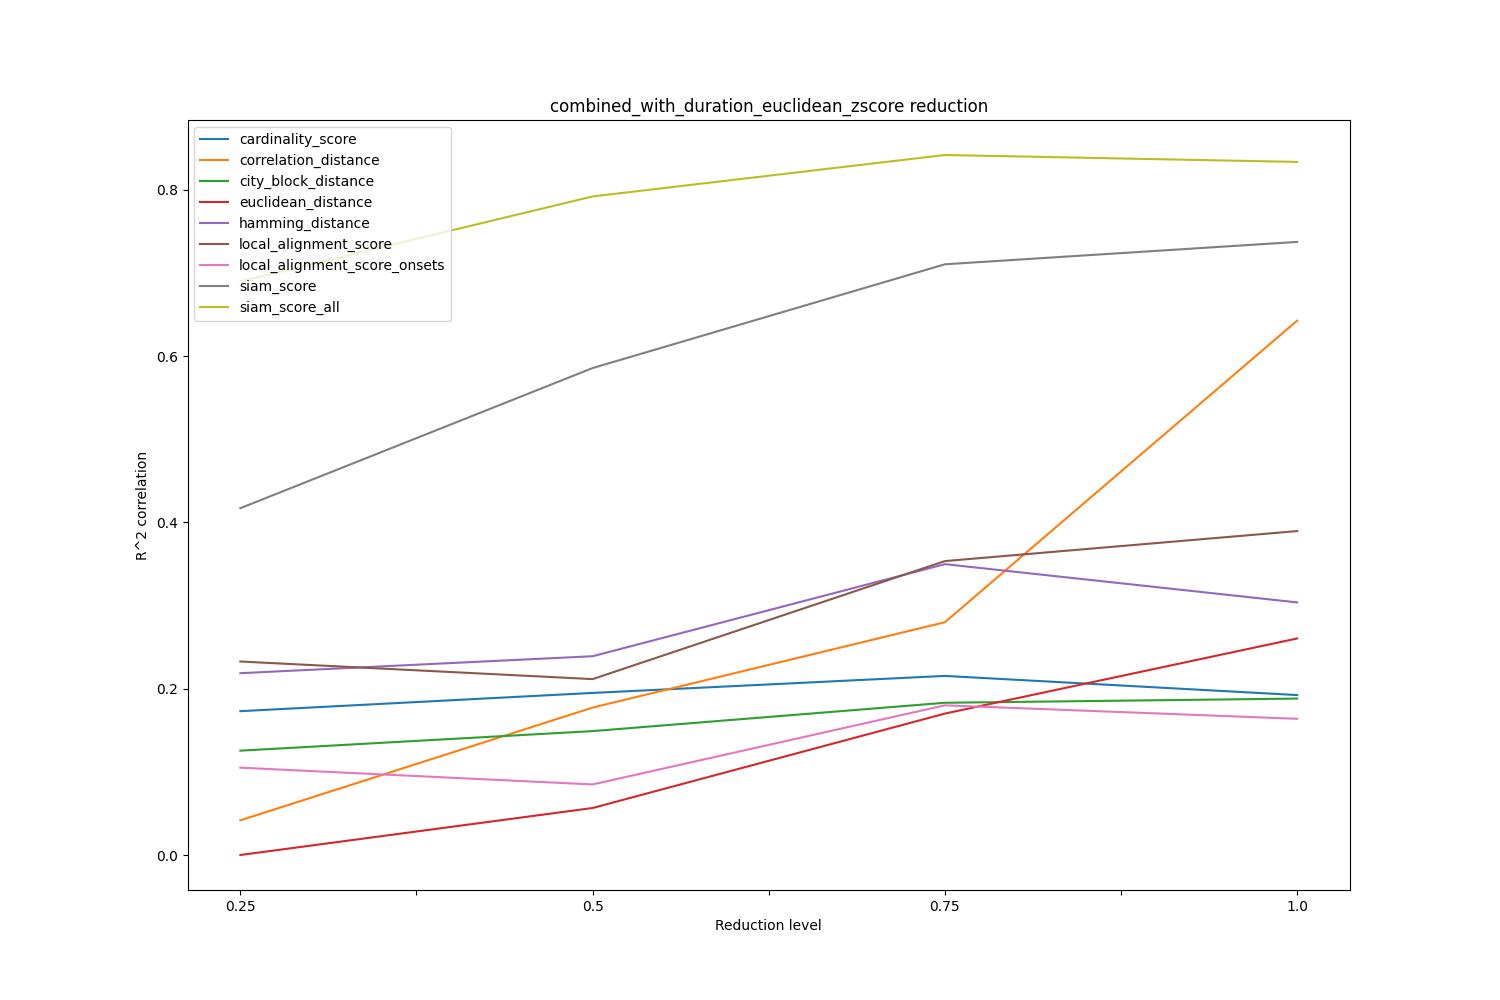 combined_with_duration_euclidean_zscore reduction
cardinality_score
correlation_distance
city_block_distance
euclidean_distance
hamming_distance
local_alignment_score
local_alignment_score_onsets
siam_score
siam_score_all
0.8
0.6
0.4
0.2
0.0
R^2 correlation
0.25 0.5 0.75 1.0
Reduction level